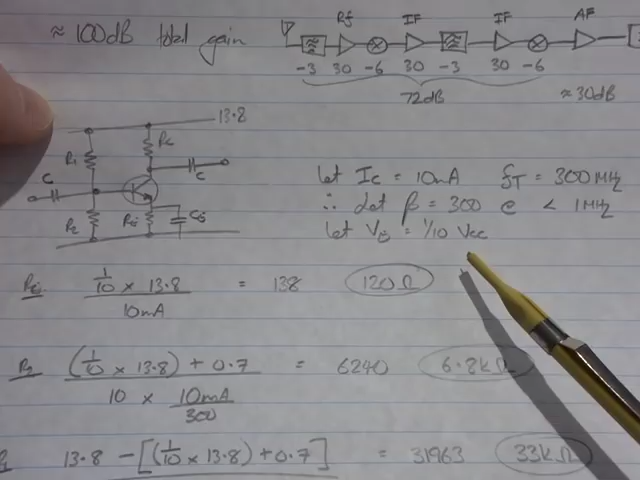 ≈ 100dB total gain
Rf IF IF AF
-3 30 -6 30 -3 30 -6
72dB ≈30dB
13.8
R1 Rc
C C
R2 RE CE
let Ic = 10mA fT = 300MHz
∴ let β = 300 @ < 1MHz
let VE = 1/10 Vcc
RE 1/10 × 13.8 = 138 120Ω
10mA
R2 (1/10 × 13.8) + 0.7 = 6240 6.8kΩ
10 × 10mA
300
R1 13.8 - [(1/10 × 13.8) + 0.7] = 31963 33kΩ